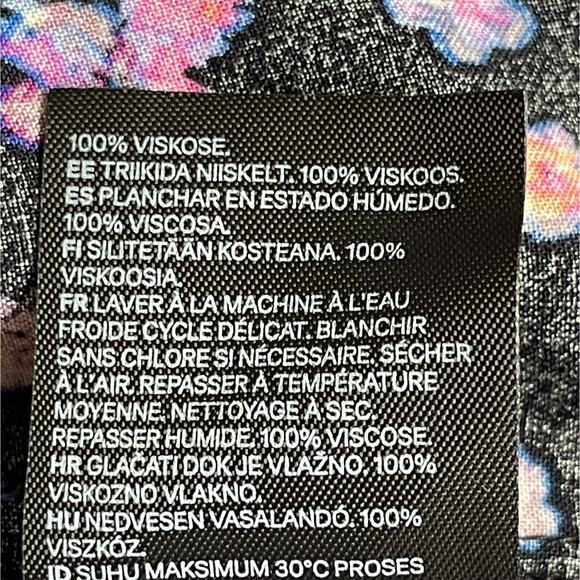 100% VISKOSE.
EE TRIIKIDA NIISKELT. 100% VISKOOS.
ES PLANCHAR EN ESTADO HÚMEDO.
100% VISCOSA.
FI SILITETÄÄN KOSTEANA. 100%
VISKOOSIA.
FR LAVER À LA MACHINE À L'EAU
FROIDE CYCLE DÉLICAT. BLANCHIR
SANS CHLORE SI NÉCESSAIRE. SÉCHER
À L'AIR. REPASSER À TEMPÉRATURE
MOYENNE. NETTOYAGE À SEC.
REPASSER HUMIDE. 100% VISCOSE.
HR GLAČATI DOK JE VLAŽNO. 100%
VISKOZNO VLAKNO.
HU NEDVESEN VASALANDÓ. 100%
VISZKÓZ.
ID SUHU MAKSIMUM 30°C PROSES